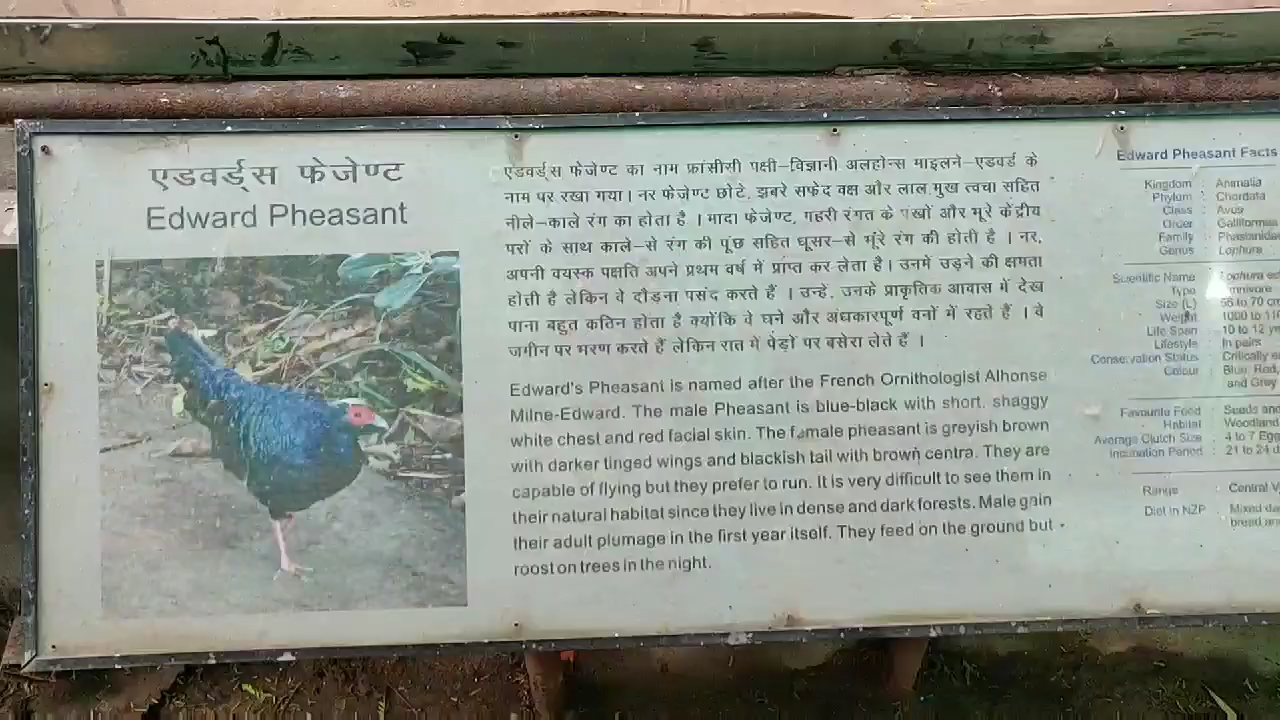 एडवर्ड्स फेजेण्ट
Edward Pheasant
एडवर्ड्स फेजेण्ट का नाम फ्रांसीसी पक्षी–विज्ञानी अलहोन्स माइलने–एडवर्ड के
नाम पर रखा गया। नर फेजेण्ट छोटे, झबरे सफेद वक्ष और लाल मुख त्वचा सहित
नीले–काले रंग का होता है । मादा फेजेण्ट, गहरी रंगत के पंखों और भूरे केंद्रीय
परों के साथ काले–से रंग की पूंछ सहित घूसर–से भूंरे रंग की होती है । नर,
अपनी वयस्क पक्षति अपने प्रथम वर्ष में प्राप्त कर लेता है। उनमें उड़ने की क्षमता
होती है लेकिन वे दौड़ना पसंद करते हैं । उन्हें, उनके प्राकृतिक आवास में देख
पाना बहुत कठिन होता है क्योंकि वे घने और अंधकारपूर्ण वनों में रहते हैं । वे
जमीन पर भरण करते हैं लेकिन रात में पेड़ों पर बसेरा लेते हैं ।
Edward's Pheasant is named after the French Ornithologist Alhonse
Milne-Edward. The male Pheasant is blue-black with short, shaggy
white chest and red facial skin. The female pheasant is greyish brown
with darker tinged wings and blackish tail with brown centra. They are
capable of flying but they prefer to run. It is very difficult to see them in
their natural habitat since they live in dense and dark forests. Male gain
their adult plumage in the first year itself. They feed on the ground but
roost on trees in the night.
Edward Pheasant Facts
Kingdom : Animalia
Phylum : Chordata
Class : Aves
Order : Galliformes
Family : Phasianidae
Genus : Lophura
Scientific Name : Lophura
Type :
Size (L) : 58 to 70 cm
Weight : 1000 to
Life Span : 10 to 12
Lifestyle : In pairs
Conservation Status : Critically
Colour : Blue, Red,
and Grey
Favourite Food : Seeds and
Habitat : Woodland
Average Clutch Size : 4 to 7
Incubation Period : 21 to 24
Range : Central
Diet in NZP : Mixed
bread